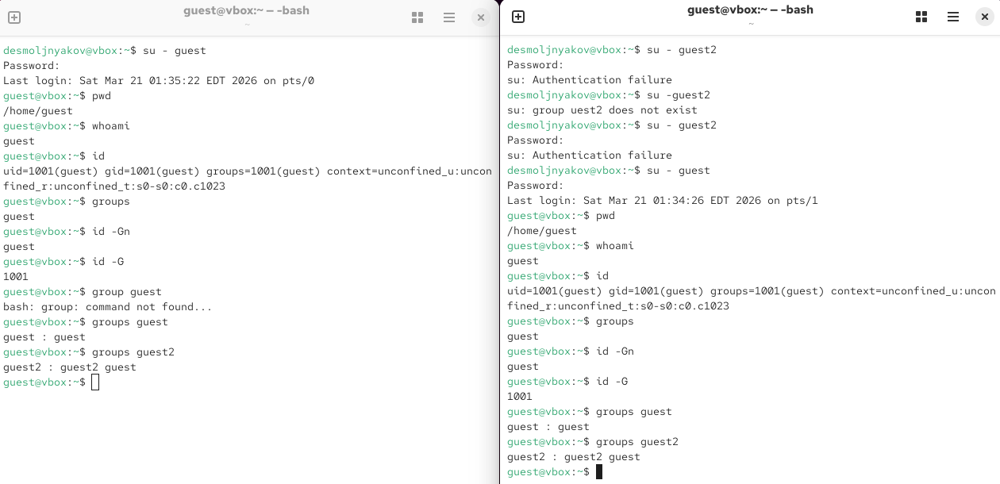 guest@vbox:~ — -bash
~
desmoljnyakov@vbox:~$ su - guest
Password:
Last login: Sat Mar 21 01:35:22 EDT 2026 on pts/0
guest@vbox:~$ pwd
/home/guest
guest@vbox:~$ whoami
guest
guest@vbox:~$ id
uid=1001(guest) gid=1001(guest) groups=1001(guest) context=unconfined_u:uncon
fined_r:unconfined_t:s0-s0:c0.c1023
guest@vbox:~$ groups
guest
guest@vbox:~$ id -Gn
guest
guest@vbox:~$ id -G
1001
guest@vbox:~$ group guest
bash: group: command not found...
guest@vbox:~$ groups guest
guest : guest
guest@vbox:~$ groups guest2
guest2 : guest2 guest
guest@vbox:~$
guest@vbox:~ — -bash
~
desmoljnyakov@vbox:~$ su - guest2
Password:
su: Authentication failure
desmoljnyakov@vbox:~$ su -guest2
su: group uest2 does not exist
desmoljnyakov@vbox:~$ su - guest2
Password:
su: Authentication failure
desmoljnyakov@vbox:~$ su - guest
Password:
Last login: Sat Mar 21 01:34:26 EDT 2026 on pts/1
guest@vbox:~$ pwd
/home/guest
guest@vbox:~$ whoami
guest
guest@vbox:~$ id
uid=1001(guest) gid=1001(guest) groups=1001(guest) context=unconfined_u:uncon
fined_r:unconfined_t:s0-s0:c0.c1023
guest@vbox:~$ groups
guest
guest@vbox:~$ id -Gn
guest
guest@vbox:~$ id -G
1001
guest@vbox:~$ groups guest
guest : guest
guest@vbox:~$ groups guest2
guest2 : guest2 guest
guest@vbox:~$